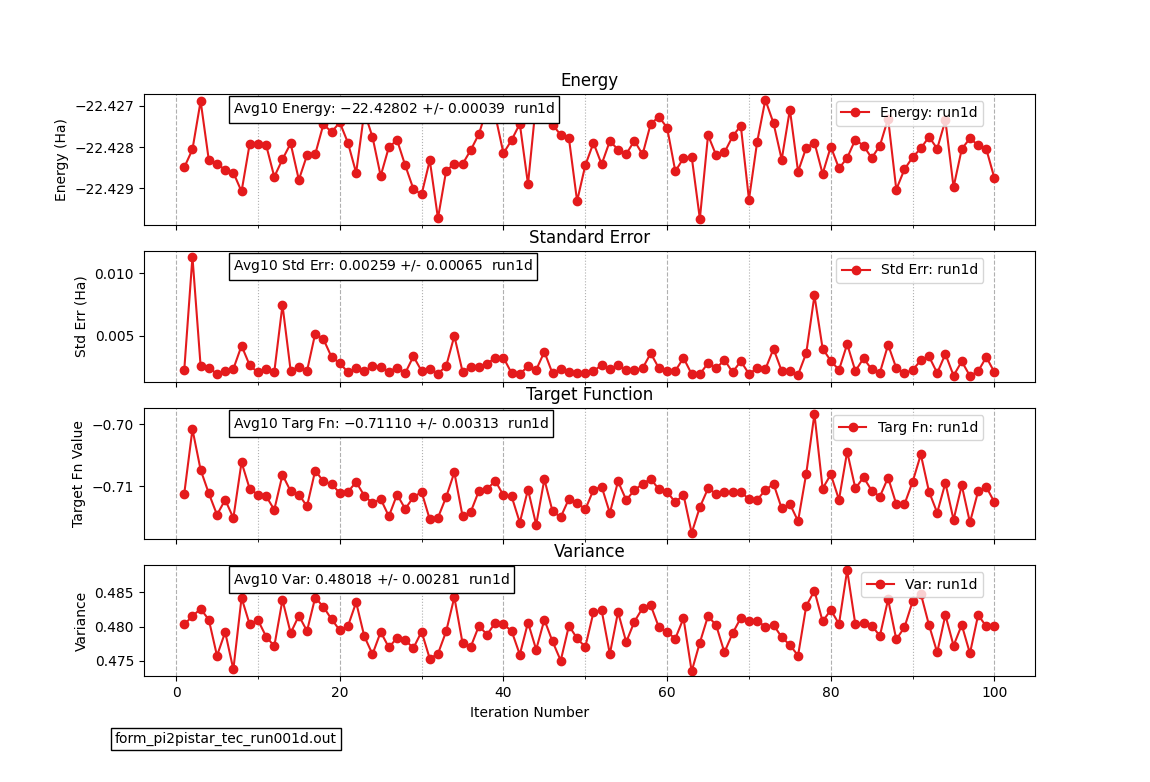 Energy
Avg10 Energy: −22.42802 +/- 0.00039  run1d
Energy: run1d
−22.427
−22.428
−22.429
Energy (Ha)
Standard Error
Avg10 Std Err: 0.00259 +/- 0.00065  run1d
Std Err: run1d
0.010
0.005
Std Err (Ha)
Target Function
Avg10 Targ Fn: −0.71110 +/- 0.00313  run1d
Targ Fn: run1d
−0.70
−0.71
Target Fn Value
Variance
Avg10 Var: 0.48018 +/- 0.00281  run1d
Var: run1d
0.485
0.480
0.475
Variance
0 20 40 60 80 100
Iteration Number
form_pi2pistar_tec_run001d.out